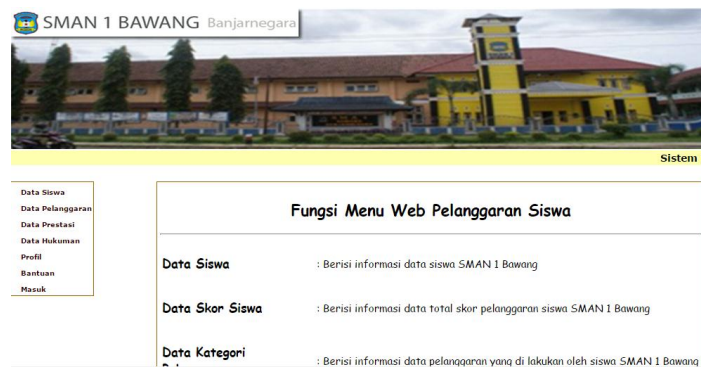 SMAN 1 BAWANG Banjarnegara
Sistem
Data Siswa
Data Pelanggaran
Data Prestasi
Data Hukuman
Profil
Bantuan
Masuk
Fungsi Menu Web Pelanggaran Siswa
Data Siswa : Berisi informasi data siswa SMAN 1 Bawang
Data Skor Siswa : Berisi informasi data total skor pelanggaran siswa SMAN 1 Bawang
Data Kategori
: Berisi informasi data pelanggaran yang di lakukan oleh siswa SMAN 1 Bawang